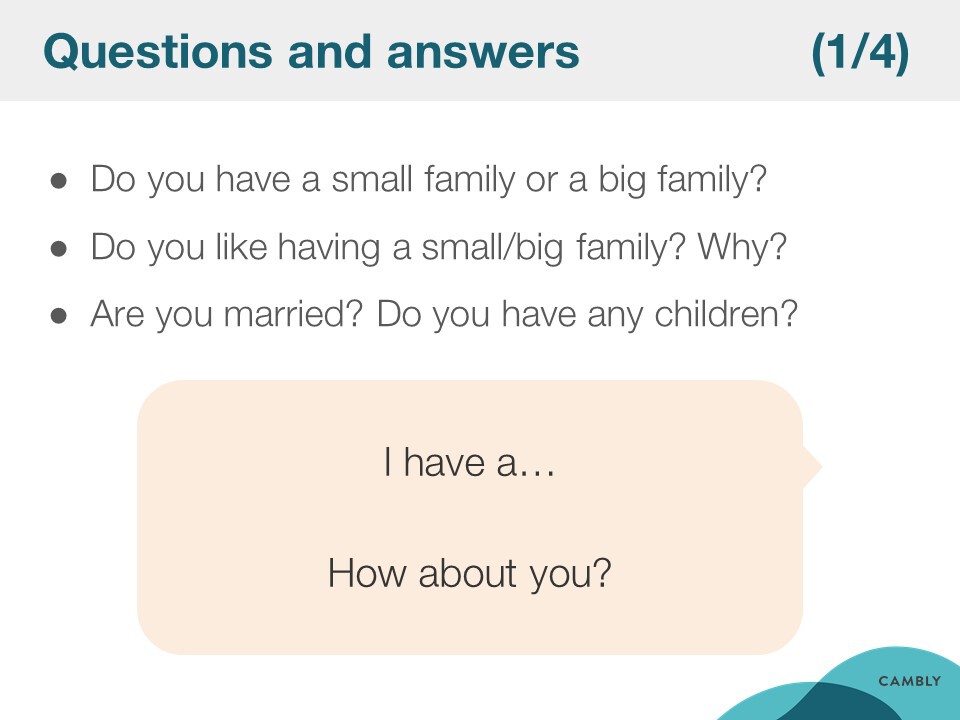 Questions and answers (1/4)
● Do you have a small family or a big family?
● Do you like having a small/big family? Why?
● Are you married? Do you have any children?
I have a…
How about you?
CAMBLY